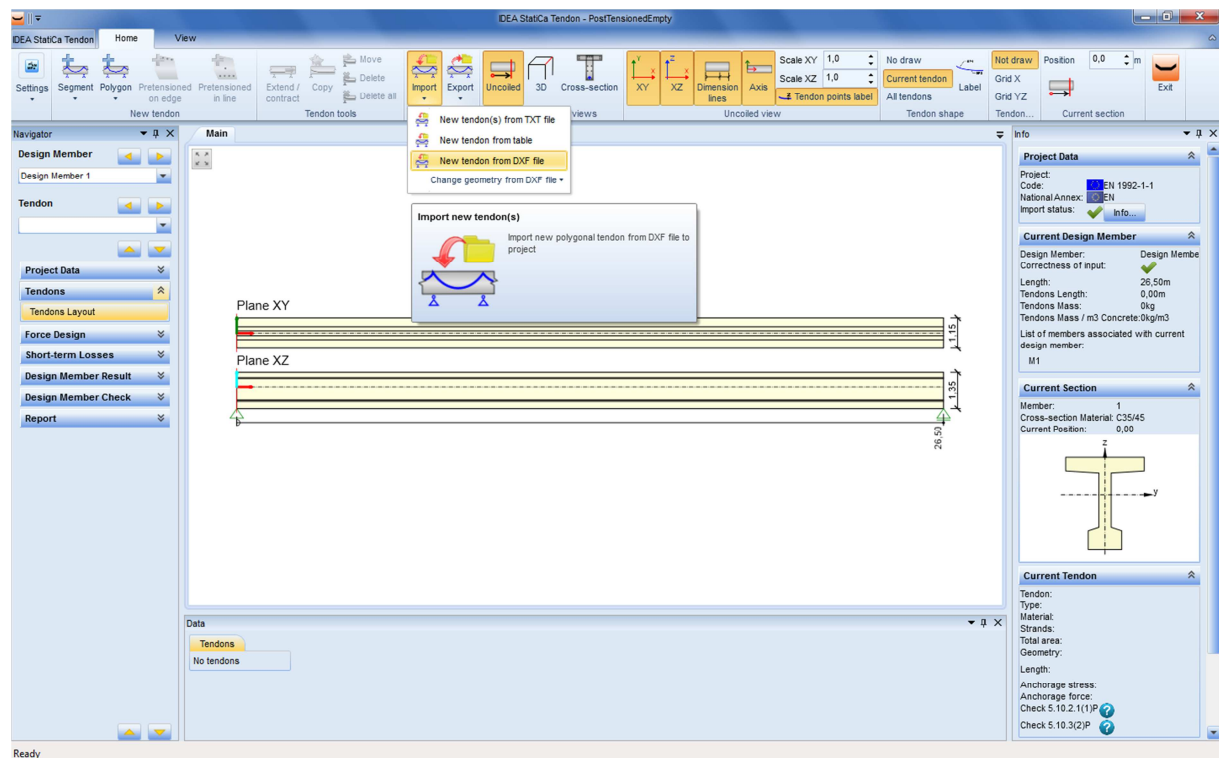 IDEA StatiCa Tendon - PostTensionedEmpty
IDEA StatiCa Tendon
Home
View
Settings
Segment
Polygon
Pretensioned on edge
Pretensioned in line
New tendon
Extend / contract
Copy
Move
Delete
Delete all
Tendon tools
Import
Export
Uncoiled
3D
Cross-section
views
XY
XZ
Dimension lines
Axis
Scale XY 1,0
Scale XZ 1,0
Tendon points label
Uncoiled view
No draw
Current tendon
All tendons
Label
Tendon shape
Not draw
Grid X
Grid YZ
Tendon...
Position 0,0 m
Current section
Exit
New tendon(s) from TXT file
New tendon from table
New tendon from DXF file
Change geometry from DXF file
Import new tendon(s)
Import new polygonal tendon from DXF file to
project
Navigator
Design Member
Design Member 1
Tendon
Project Data
Tendons
Tendons Layout
Force Design
Short-term Losses
Design Member Result
Design Member Check
Report
Main
Plane XY
1,15
Plane XZ
1,35
0
26,50
Data
Tendons
No tendons
Info
Project Data
Project:
Code: EN 1992-1-1
National Annex: EN
Import status: Info...
Current Design Member
Design Member: Design Membe
Correctness of input:
Length: 26,50m
Tendons Length: 0,00m
Tendons Mass: 0kg
Tendons Mass / m3 Concrete: 0kg/m3
List of members associated with current
design member:
M1
Current Section
Member: 1
Cross-section Material: C35/45
Current Position: 0,00
z
y
Current Tendon
Tendon:
Type:
Material:
Strands:
Total area:
Geometry:
Length:
Anchorage stress:
Anchorage force:
Check 5.10.2.1(1)P
Check 5.10.3(2)P
Ready